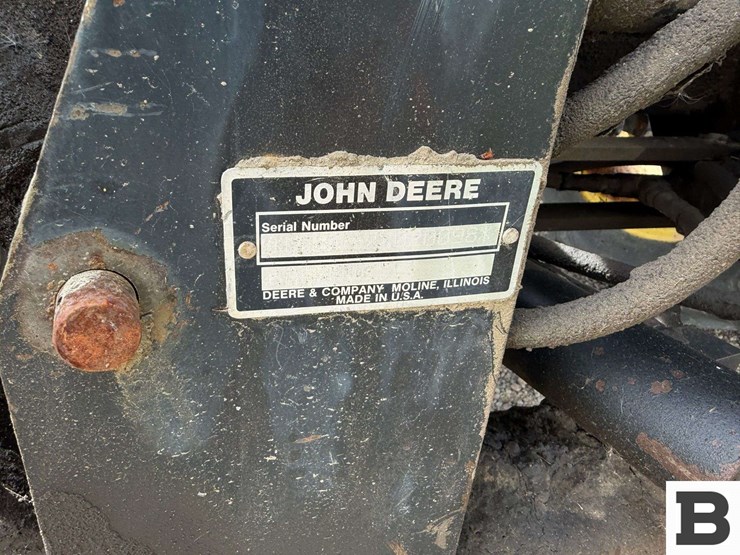 JOHN DEERE
Serial Number
DEERE & COMPANY MOLINE, ILLINOIS
MADE IN U.S.A.
B